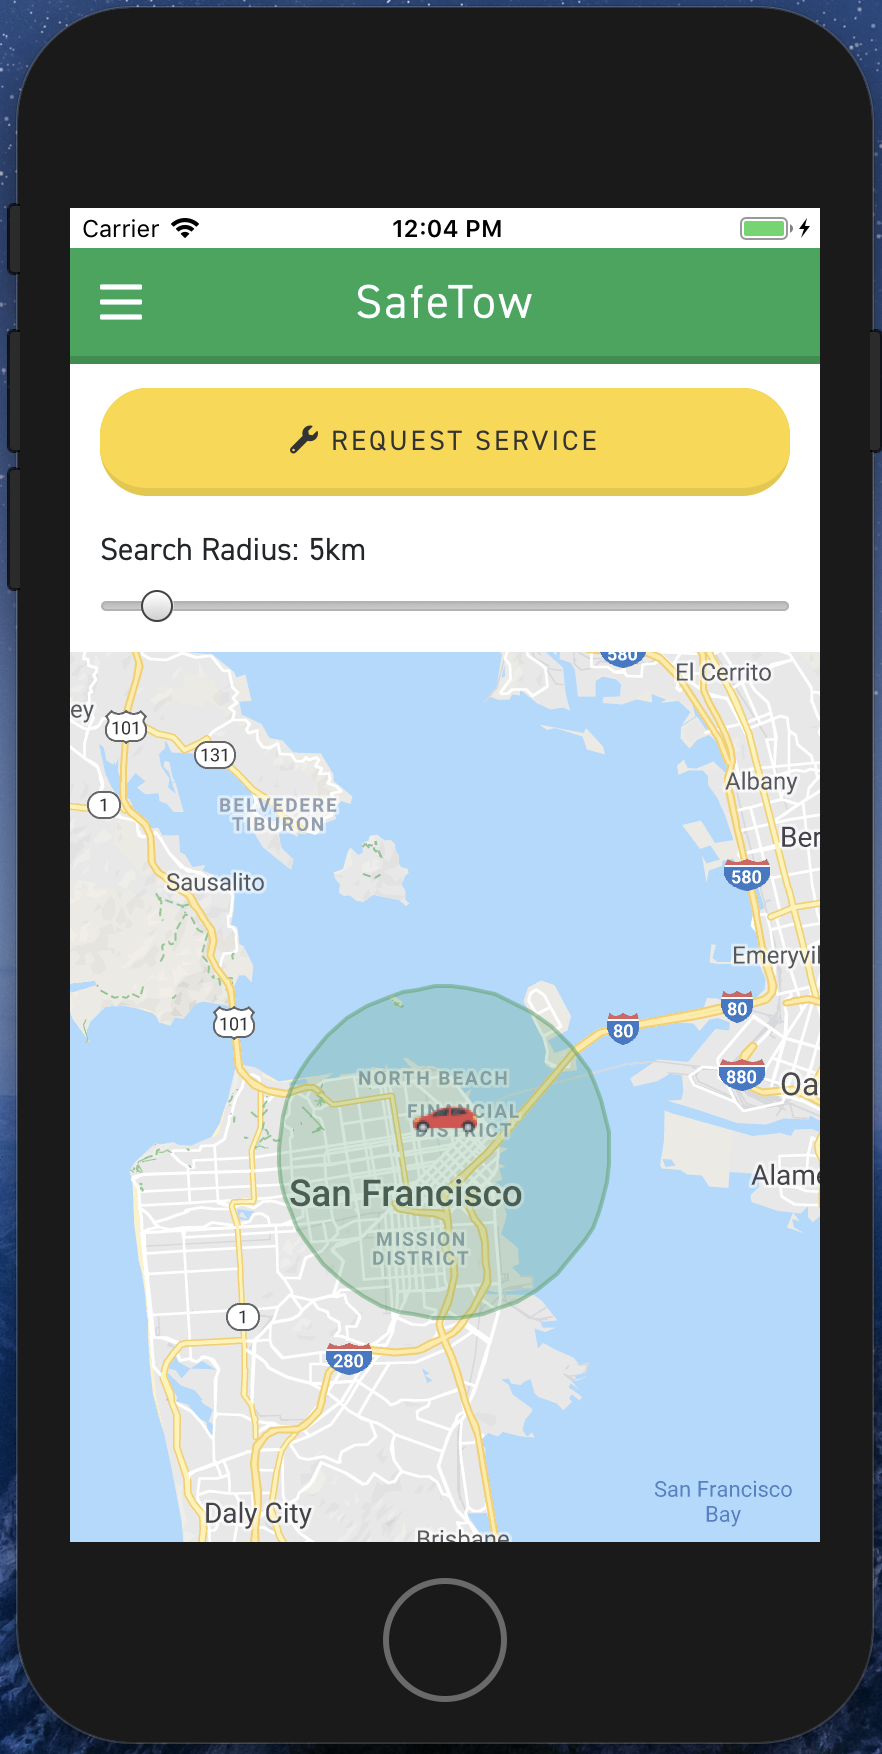 Carrier 12:04 PM
SafeTow
REQUEST SERVICE
Search Radius: 5km
580
El Cerrito
ey
101
131
Albany
1
BELVEDERE
TIBURON
Ber
580
Sausalito
Emeryvil
101
80
80
880
Oa
NORTH BEACH
FINANCIAL
DISTRICT
Alame
San Francisco
MISSION
DISTRICT
1
280
San Francisco
Bay
Daly City
Brisbane